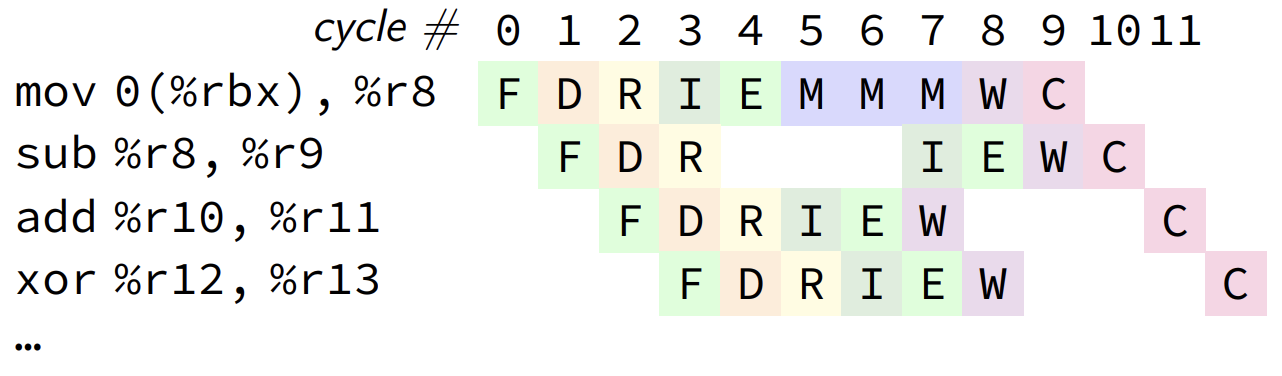 cycle # 0 1 2 3 4 5 6 7 8 9 10 11
mov 0(%rbx), %r8 F D R I E M M M W C
sub %r8, %r9 F D R I E W C
add %r10, %r11 F D R I E W C
xor %r12, %r13 F D R I E W C
…